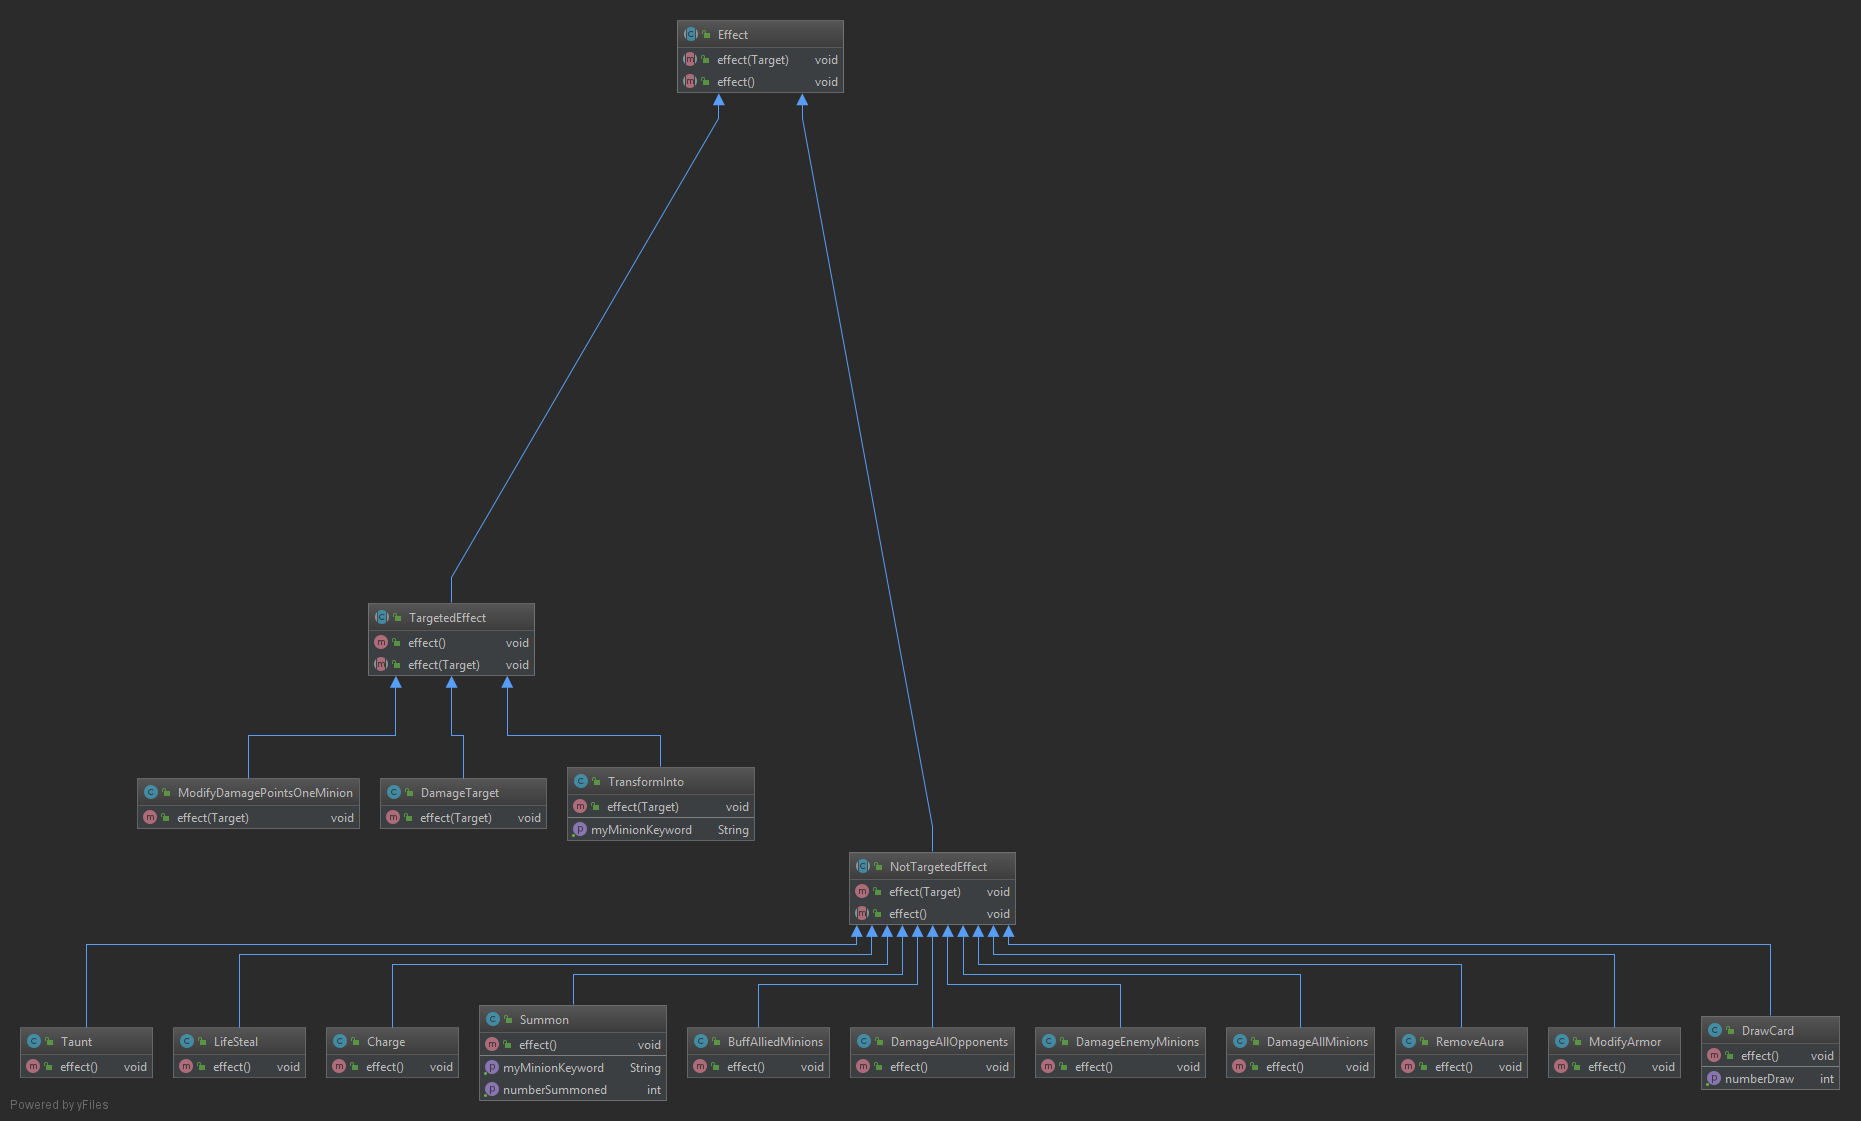 Effect
effect(Target) void
effect() void
TargetedEffect
effect() void
effect(Target) void
ModifyDamagePointsOneMinion
effect(Target) void
DamageTarget
effect(Target) void
TransformInto
effect(Target) void
myMinionKeyword String
NotTargetedEffect
effect(Target) void
effect() void
Taunt
effect() void
LifeSteal
effect() void
Charge
effect() void
Summon
effect() void
myMinionKeyword String
numberSummoned int
BuffAlliedMinions
effect() void
DamageAllOpponents
effect() void
DamageEnemyMinions
effect() void
DamageAllMinions
effect() void
RemoveAura
effect() void
ModifyArmor
effect() void
DrawCard
effect() void
numberDraw int
Powered by yFiles